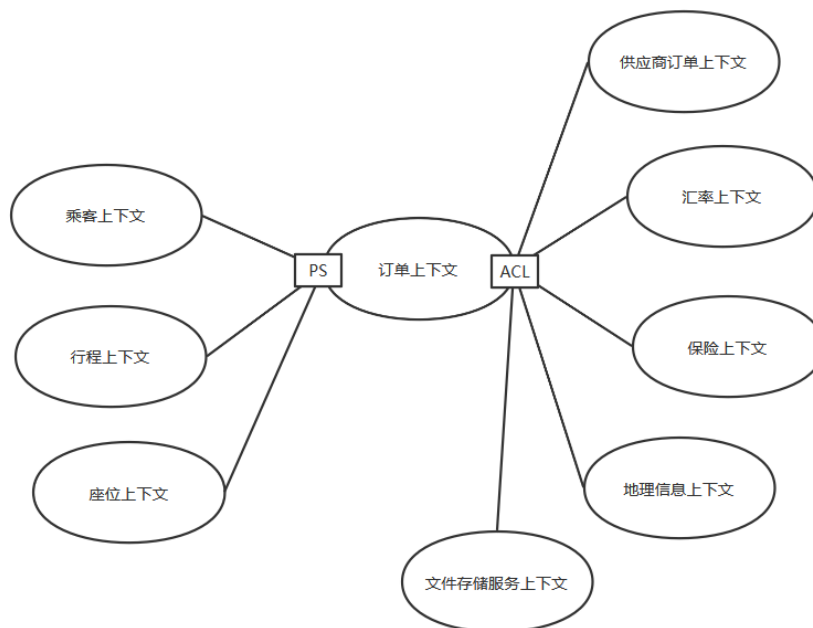 供应商订单上下文
汇率上下文
乘客上下文
PS
订单上下文
ACL
行程上下文
保险上下文
座位上下文
地理信息上下文
文件存储服务上下文